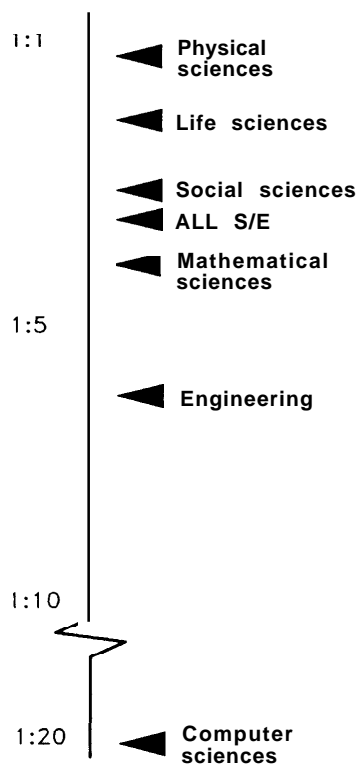 1:1
Physical
sciences
Life sciences
Social sciences
ALL S/E
Mathematical
sciences
1:5
Engineering
1:10
1:20
Computer
sciences